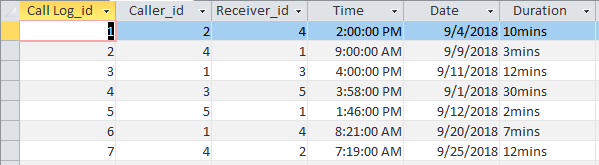 Call Log_id Caller_id Receiver_id Time Date Duration
1 2 4 2:00:00 PM 9/4/2018 10mins
2 4 1 9:00:00 AM 9/9/2018 3mins
3 1 3 4:00:00 PM 9/11/2018 12mins
4 3 5 3:58:00 PM 9/1/2018 30mins
5 5 1 1:46:00 PM 9/12/2018 2mins
6 1 4 8:21:00 AM 9/20/2018 7mins
7 4 2 7:19:00 AM 9/25/2018 12mins